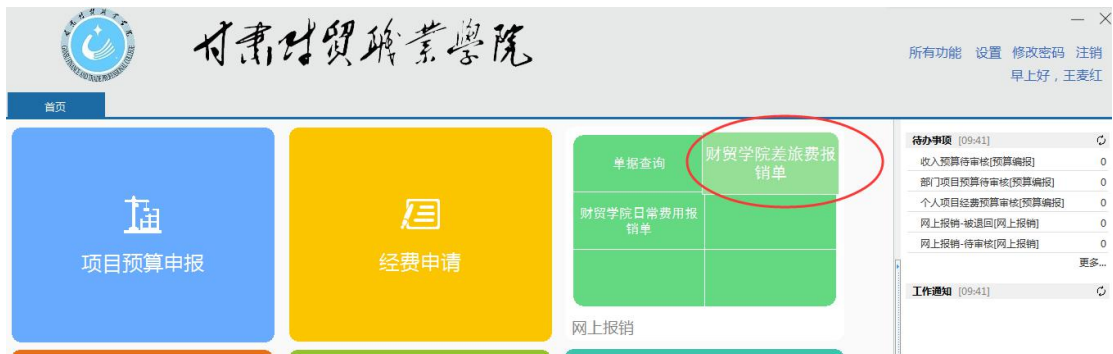 甘肃财贸職業學院
所有功能 设置 修改密码 注销
早上好，王麦红
首页
项目预算申报
经费申请
单据查询
财贸学院差旅费报
销单
财贸学院日常费用报
销单
网上报销
待办事项 [09:41]
收入预算待审核[预算编报] 0
部门项目预算待审核[预算编报] 0
个人项目经费预算审核[预算编报] 0
网上报销-被退回[网上报销] 0
网上报销-待审核[网上报销] 0
更多...
工作通知 [09:41]